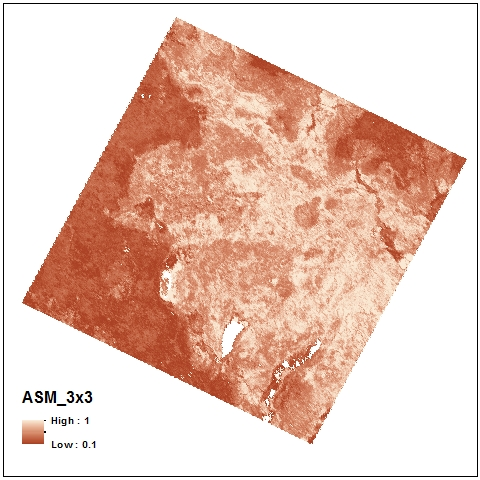 ASM_3x3
High : 1
Low : 0.1